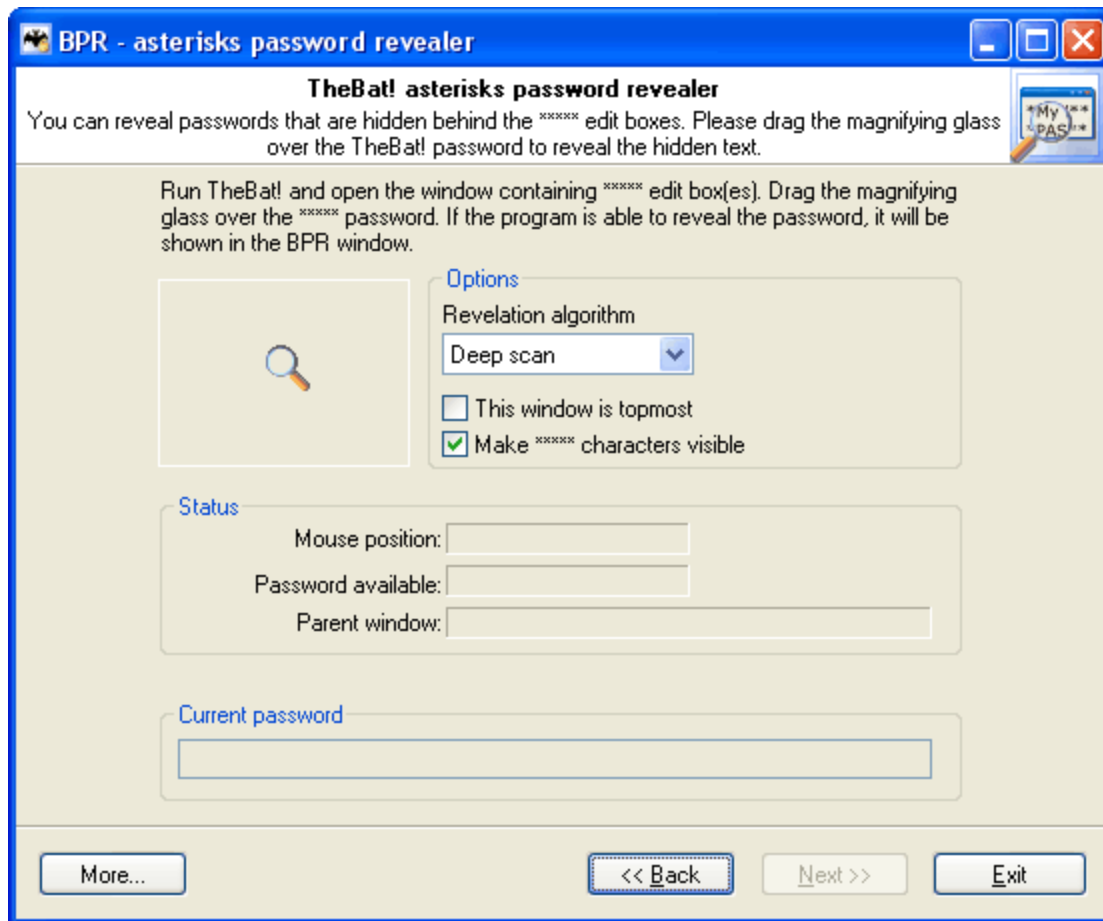 BPR - asterisks password revealer
TheBat! asterisks password revealer
You can reveal passwords that are hidden behind the ***** edit boxes. Please drag the magnifying glass
over the TheBat! password to reveal the hidden text.
*My **
*PAS**
Run TheBat! and open the window containing ***** edit box(es). Drag the magnifying
glass over the ***** password. If the program is able to reveal the password, it will be
shown in the BPR window.
Options
Revelation algorithm
Deep scan
This window is topmost
Make ***** characters visible
Status
Mouse position:
Password available:
Parent window:
Current password
More...
<< Back
Next >>
Exit